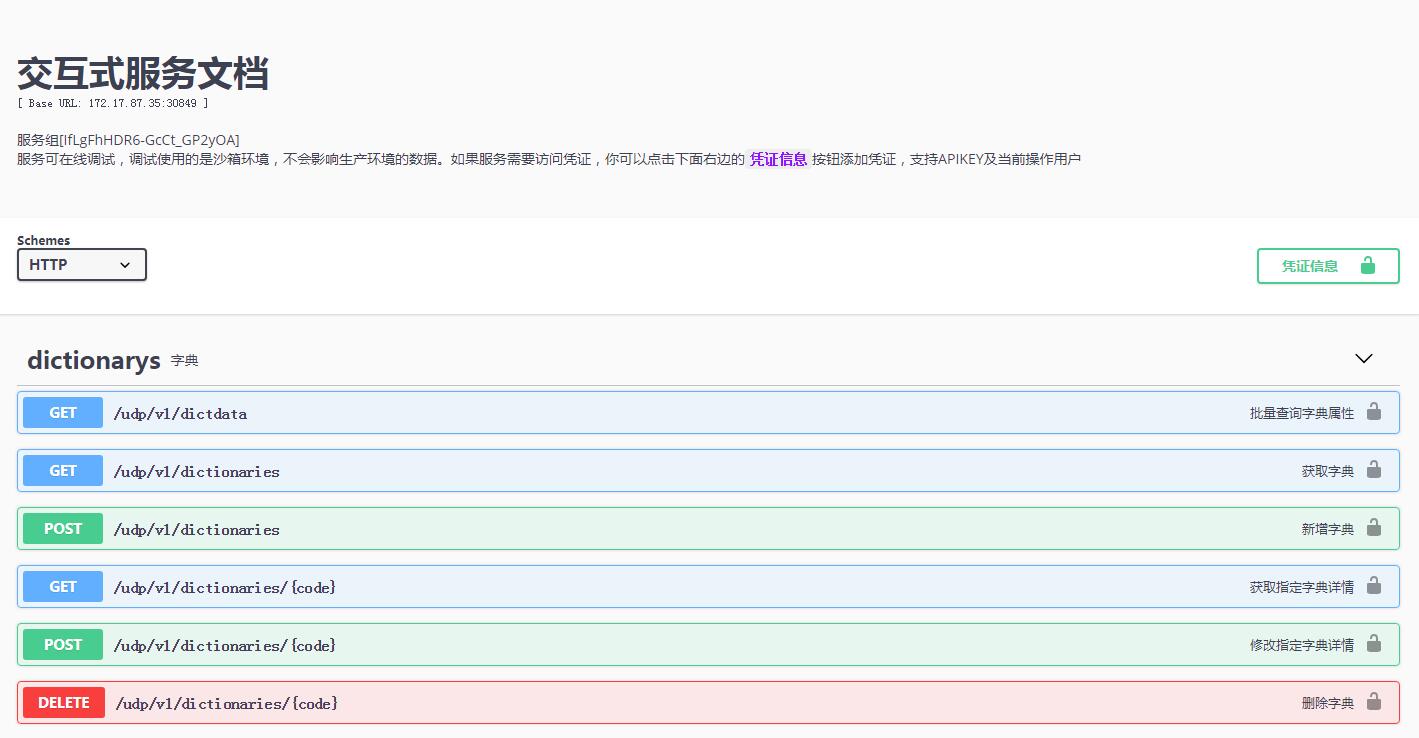 交互式服务文档
[ Base URL: 172.17.87.35:30849 ]
服务组[IfLgFhHDR6-GcCt_GP2yOA]
服务可在线调试，调试使用的是沙箱环境，不会影响生产环境的数据。如果服务需要访问凭证，你可以点击下面右边的 凭证信息 按钮添加凭证，支持APIKEY及当前操作用户
Schemes
HTTP
凭证信息
dictionarys 字典
GET /udp/v1/dictdata 批量查询字典属性
GET /udp/v1/dictionaries 获取字典
POST /udp/v1/dictionaries 新增字典
GET /udp/v1/dictionaries/{code} 获取指定字典详情
POST /udp/v1/dictionaries/{code} 修改指定字典详情
DELETE /udp/v1/dictionaries/{code} 删除字典